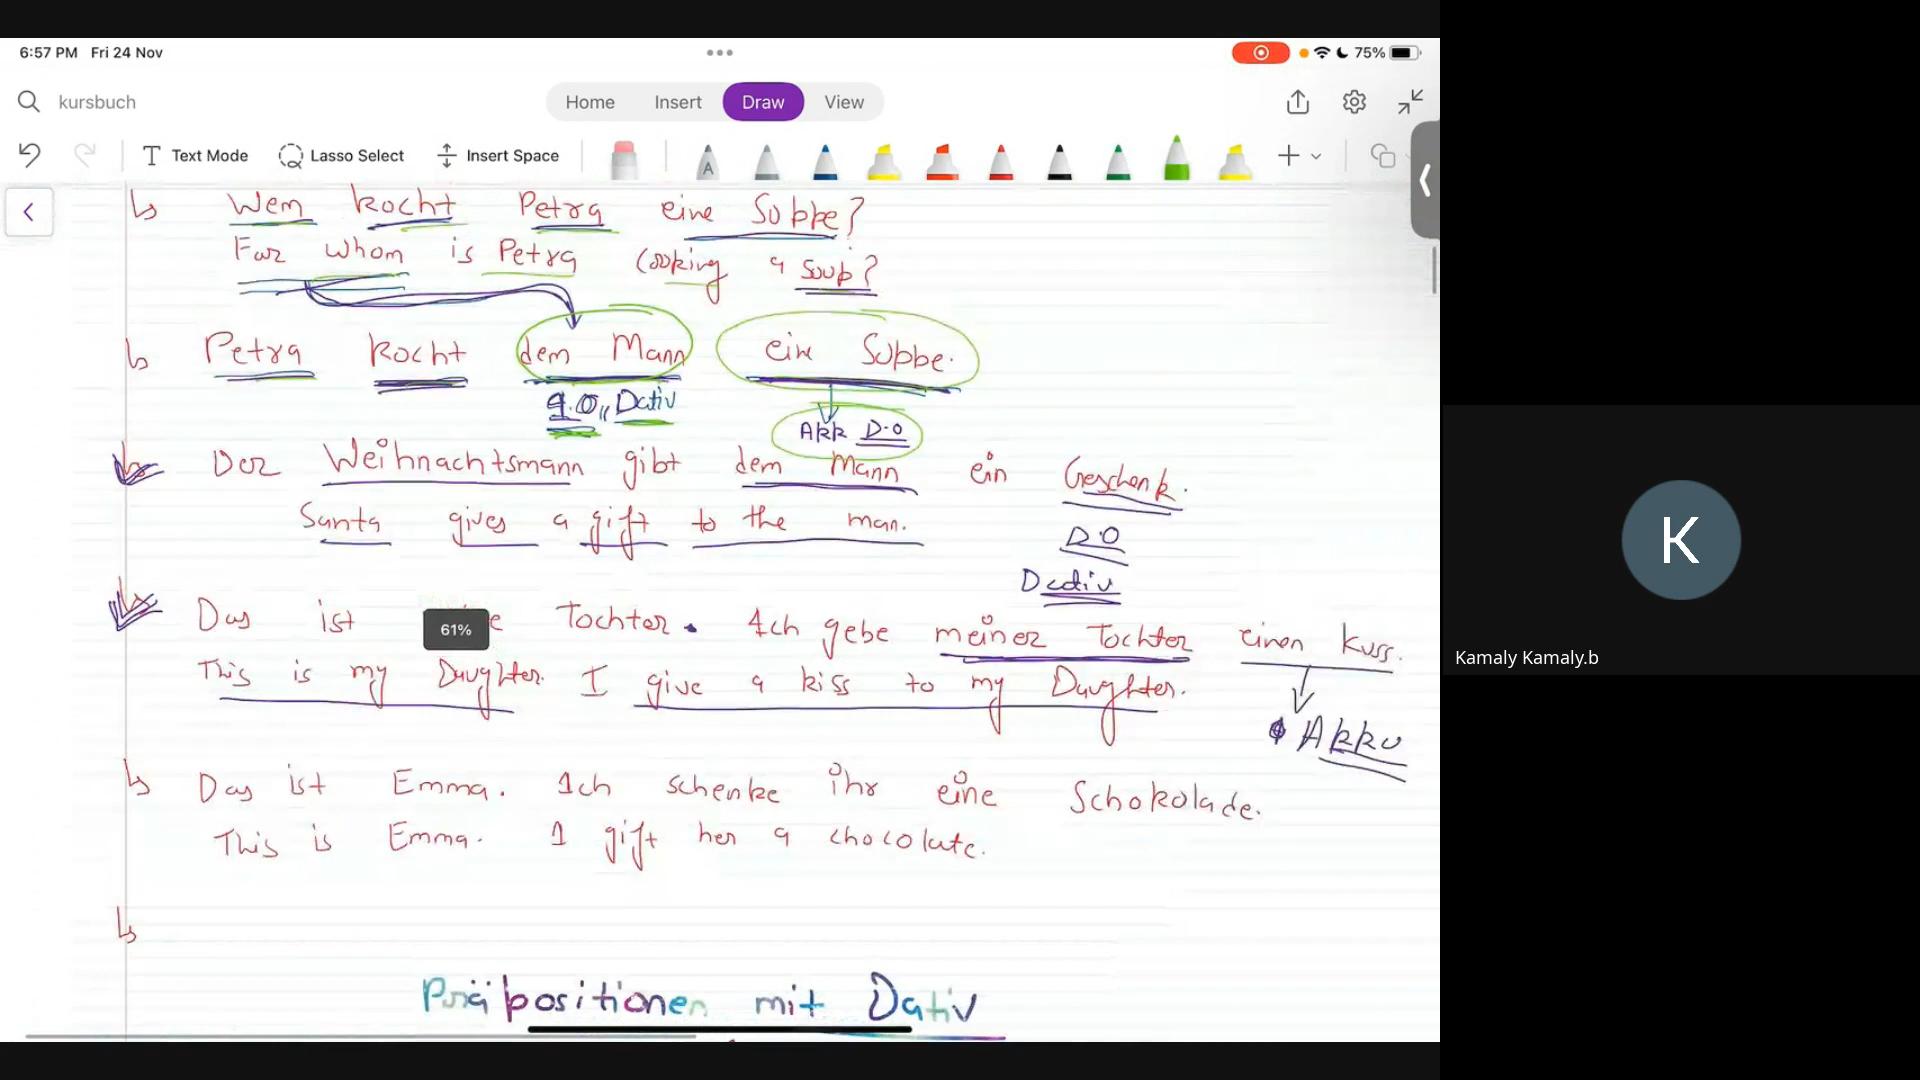 6:57 PM Fri 24 Nov
75%
kursbuch
Home Insert Draw View
Text Mode Lasso Select Insert Space
Wem kocht Petra eine Suppe?
For whom is Petra cooking a soup?
Petra kocht dem Mann eine Suppe.
I.O,, Dativ
Akk D.O
Der Weihnachtsmann gibt dem Mann ein Geschenk.
Santa gives a gift to the man.
D.O
Dativ
Das ist e Tochter. Ich gebe meiner Tochter einen Kuss.
61%
This is my Daughter. I give a kiss to my Daughter.
Akku
Das ist Emma. Ich schenke ihr eine Schokolade.
This is Emma. I gift her a chocolate.
Präpositionen mit Dativ
K
Kamaly Kamaly.b